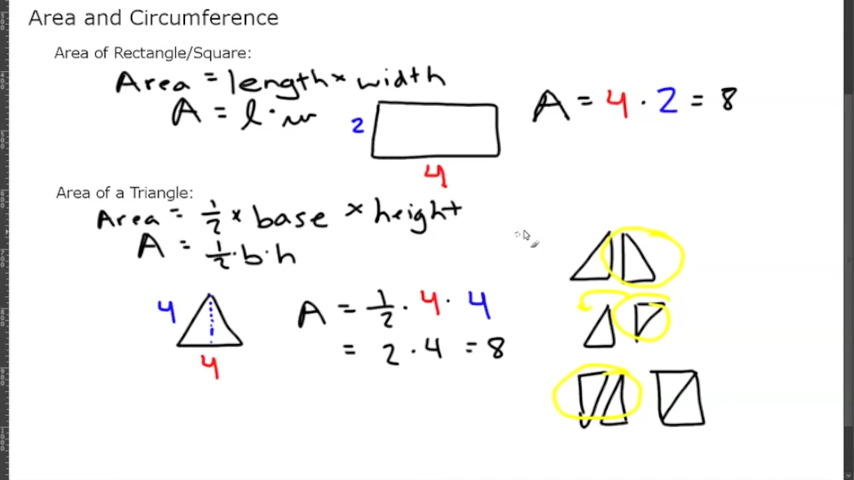 Area and Circumference
Area of Rectangle/Square:
Area = length × width
A = l · w
2
4
A = 4 · 2 = 8
Area of a Triangle:
Area = 1/2 × base × height
A = 1/2 · b · h
4
4
A = 1/2 · 4 · 4
= 2 · 4 = 8